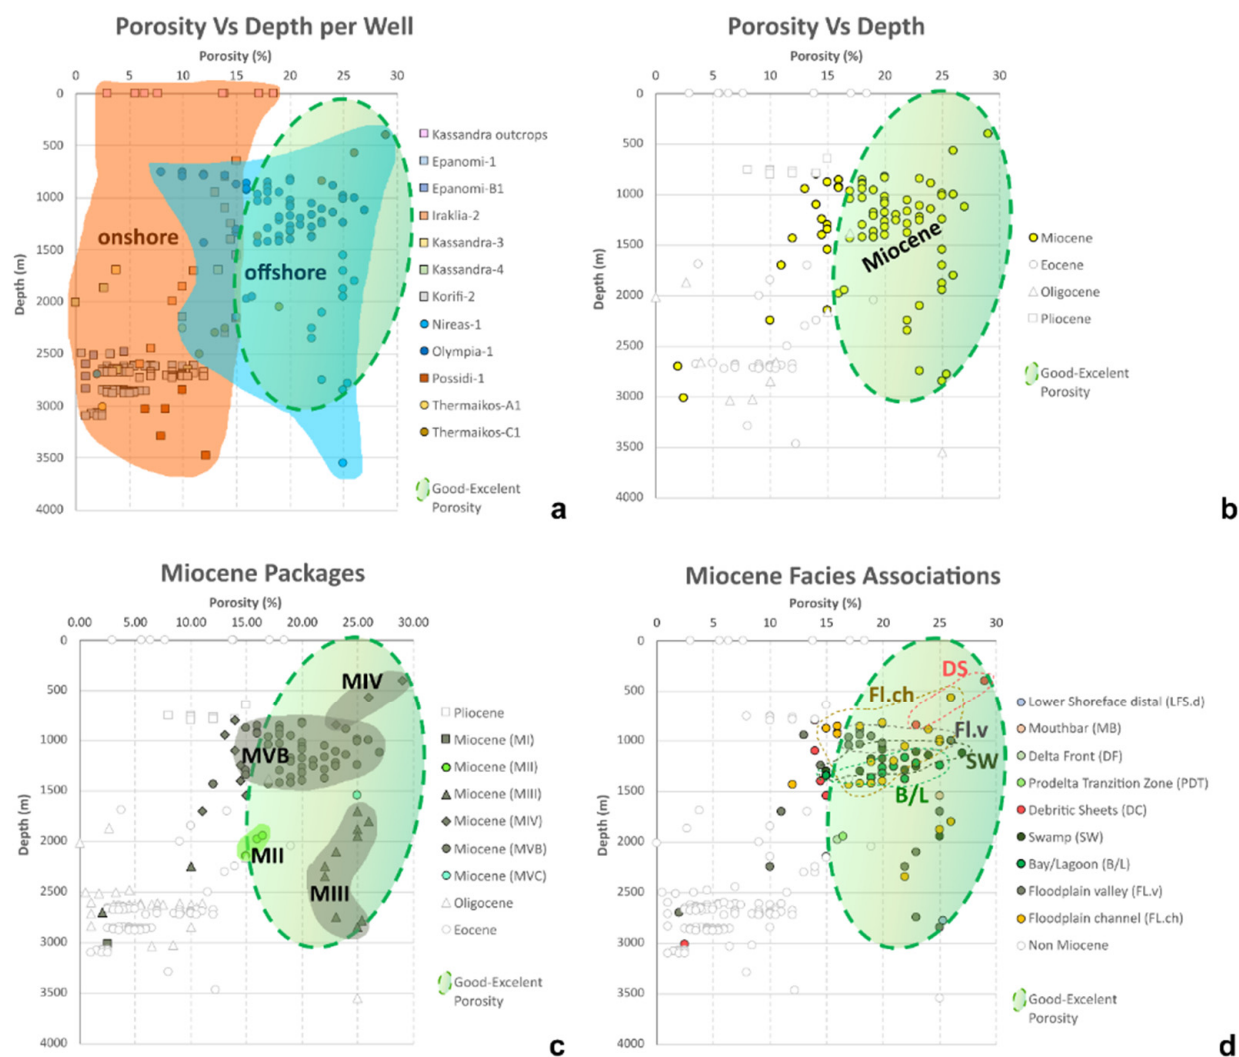 Porosity Vs Depth per Well
Porosity (%)
0 5 10 15 20 25 30
0
500
1000
1500
2000
2500
3000
3500
4000
Depth (m)
onshore
offshore
Kassandra outcrops
Epanomi-1
Epanomi-B1
Iraklia-2
Kassandra-3
Kassandra-4
Korifi-2
Nireas-1
Olympia-1
Possidi-1
Thermaikos-A1
Thermaikos-C1
Good-Excelent
Porosity
a
Porosity Vs Depth
Porosity (%)
0 5 10 15 20 25 30
0
500
1000
1500
2000
2500
3000
3500
4000
Depth (m)
Miocene
Miocene
Eocene
Oligocene
Pliocene
Good-Excelent
Porosity
b
Miocene Packages
Porosity (%)
0.00 5.00 10.00 15.00 20.00 25.00 30.00
0
500
1000
1500
2000
2500
3000
3500
4000
Depth (m)
MIV
MVB
MII
MIII
Pliocene
Miocene (MI)
Miocene (MII)
Miocene (MIII)
Miocene (MIV)
Miocene (MVB)
Miocene (MVC)
Oligocene
Eocene
Good-Excelent
Porosity
c
Miocene Facies Associations
Porosity (%)
0 5 10 15 20 25 30
0
500
1000
1500
2000
2500
3000
3500
4000
Depth (m)
DS
Fl.ch
Fl.v
SW
B/L
Lower Shoreface distal (LFS.d)
Mouthbar (MB)
Delta Front (DF)
Prodelta Tranzition Zone (PDT)
Debritic Sheets (DC)
Swamp (SW)
Bay/Lagoon (B/L)
Floodplain valley (FL.v)
Floodplain channel (FL.ch)
Non Miocene
Good-Excelent
Porosity
d